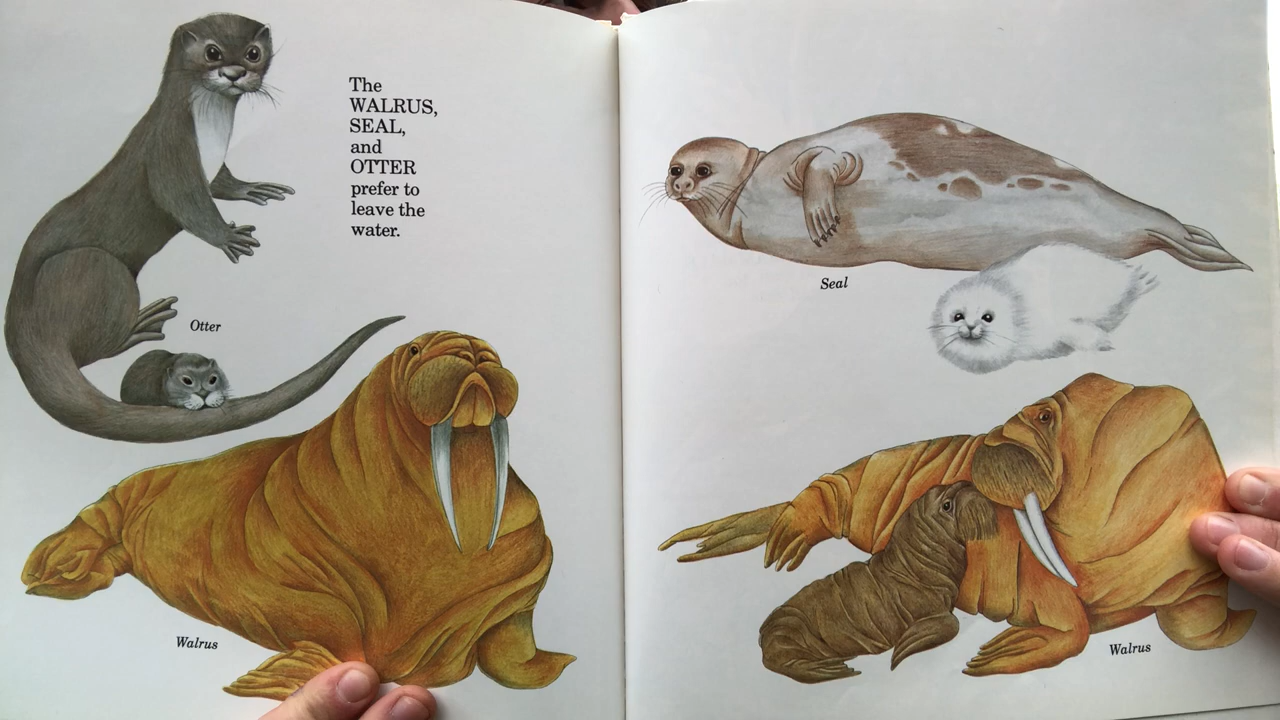 The
WALRUS,
SEAL,
and
OTTER
prefer to
leave the
water.
Otter
Walrus
Seal
Walrus